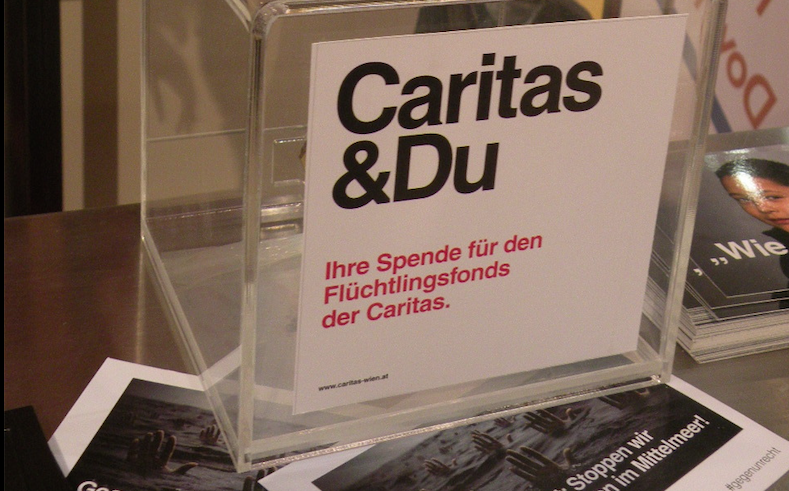 Caritas
&Du
Ihre Spende für den
Flüchtlingsfonds
der Caritas.
www.caritas-wien.at
„Wie
Stoppen wir
im Mittelmeer!
#gegenunrecht